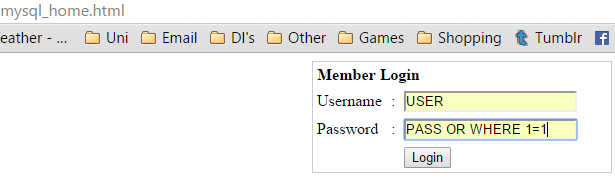 mysql_home.html
eather - ... Uni Email DI's Other Games Shopping Tumblr
Member Login
Username : USER
Password : PASS OR WHERE 1=1
Login